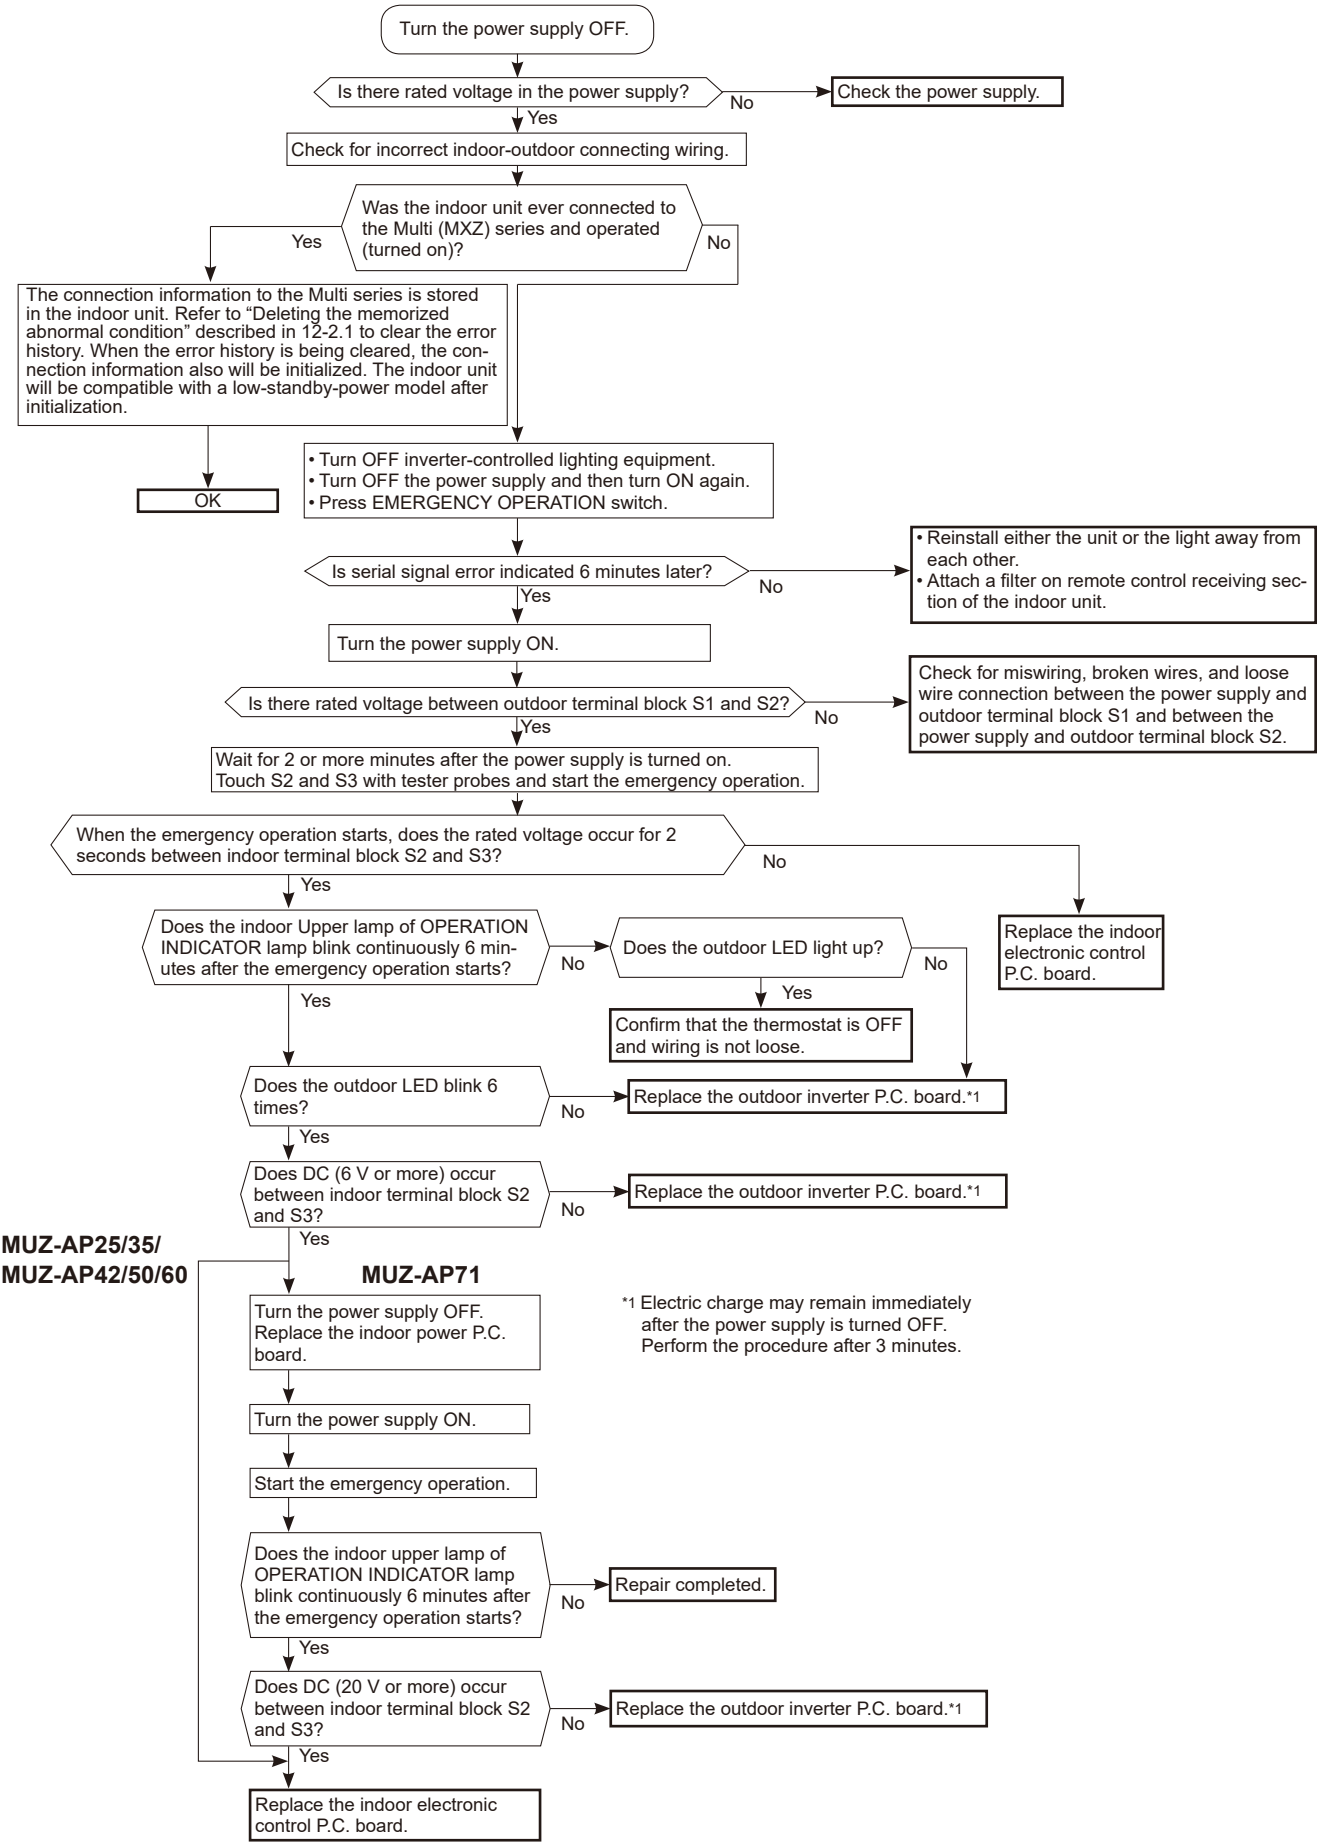 Turn the power supply OFF.
Is there rated voltage in the power supply?
No
Check the power supply.
Yes
Check for incorrect indoor-outdoor connecting wiring.
Was the indoor unit ever connected to
the Multi (MXZ) series and operated
(turned on)?
Yes
No
The connection information to the Multi series is stored
in the indoor unit. Refer to “Deleting the memorized
abnormal condition” described in 12-2.1 to clear the error
history. When the error history is being cleared, the con-
nection information also will be initialized. The indoor unit
will be compatible with a low-standby-power model after
initialization.
OK
• Turn OFF inverter-controlled lighting equipment.
• Turn OFF the power supply and then turn ON again.
• Press EMERGENCY OPERATION switch.
Is serial signal error indicated 6 minutes later?
No
• Reinstall either the unit or the light away from
each other.
• Attach a filter on remote control receiving sec-
tion of the indoor unit.
Yes
Turn the power supply ON.
Is there rated voltage between outdoor terminal block S1 and S2?
No
Check for miswiring, broken wires, and loose
wire connection between the power supply and
outdoor terminal block S1 and between the
power supply and outdoor terminal block S2.
Yes
Wait for 2 or more minutes after the power supply is turned on.
Touch S2 and S3 with tester probes and start the emergency operation.
When the emergency operation starts, does the rated voltage occur for 2
seconds between indoor terminal block S2 and S3?
No
Replace the indoor
electronic control
P.C. board.
Yes
Does the indoor Upper lamp of OPERATION
INDICATOR lamp blink continuously 6 min-
utes after the emergency operation starts?
No
Does the outdoor LED light up?
No
Yes
Confirm that the thermostat is OFF
and wiring is not loose.
Yes
Does the outdoor LED blink 6
times?
No
Replace the outdoor inverter P.C. board.*1
Yes
Does DC (6 V or more) occur
between indoor terminal block S2
and S3?
No
Replace the outdoor inverter P.C. board.*1
Yes
MUZ-AP25/35/
MUZ-AP42/50/60
MUZ-AP71
*1 Electric charge may remain immediately
after the power supply is turned OFF.
Perform the procedure after 3 minutes.
Turn the power supply OFF.
Replace the indoor power P.C.
board.
Turn the power supply ON.
Start the emergency operation.
Does the indoor upper lamp of
OPERATION INDICATOR lamp
blink continuously 6 minutes after
the emergency operation starts?
No
Repair completed.
Yes
Does DC (20 V or more) occur
between indoor terminal block S2
and S3?
No
Replace the outdoor inverter P.C. board.*1
Yes
Replace the indoor electronic
control P.C. board.